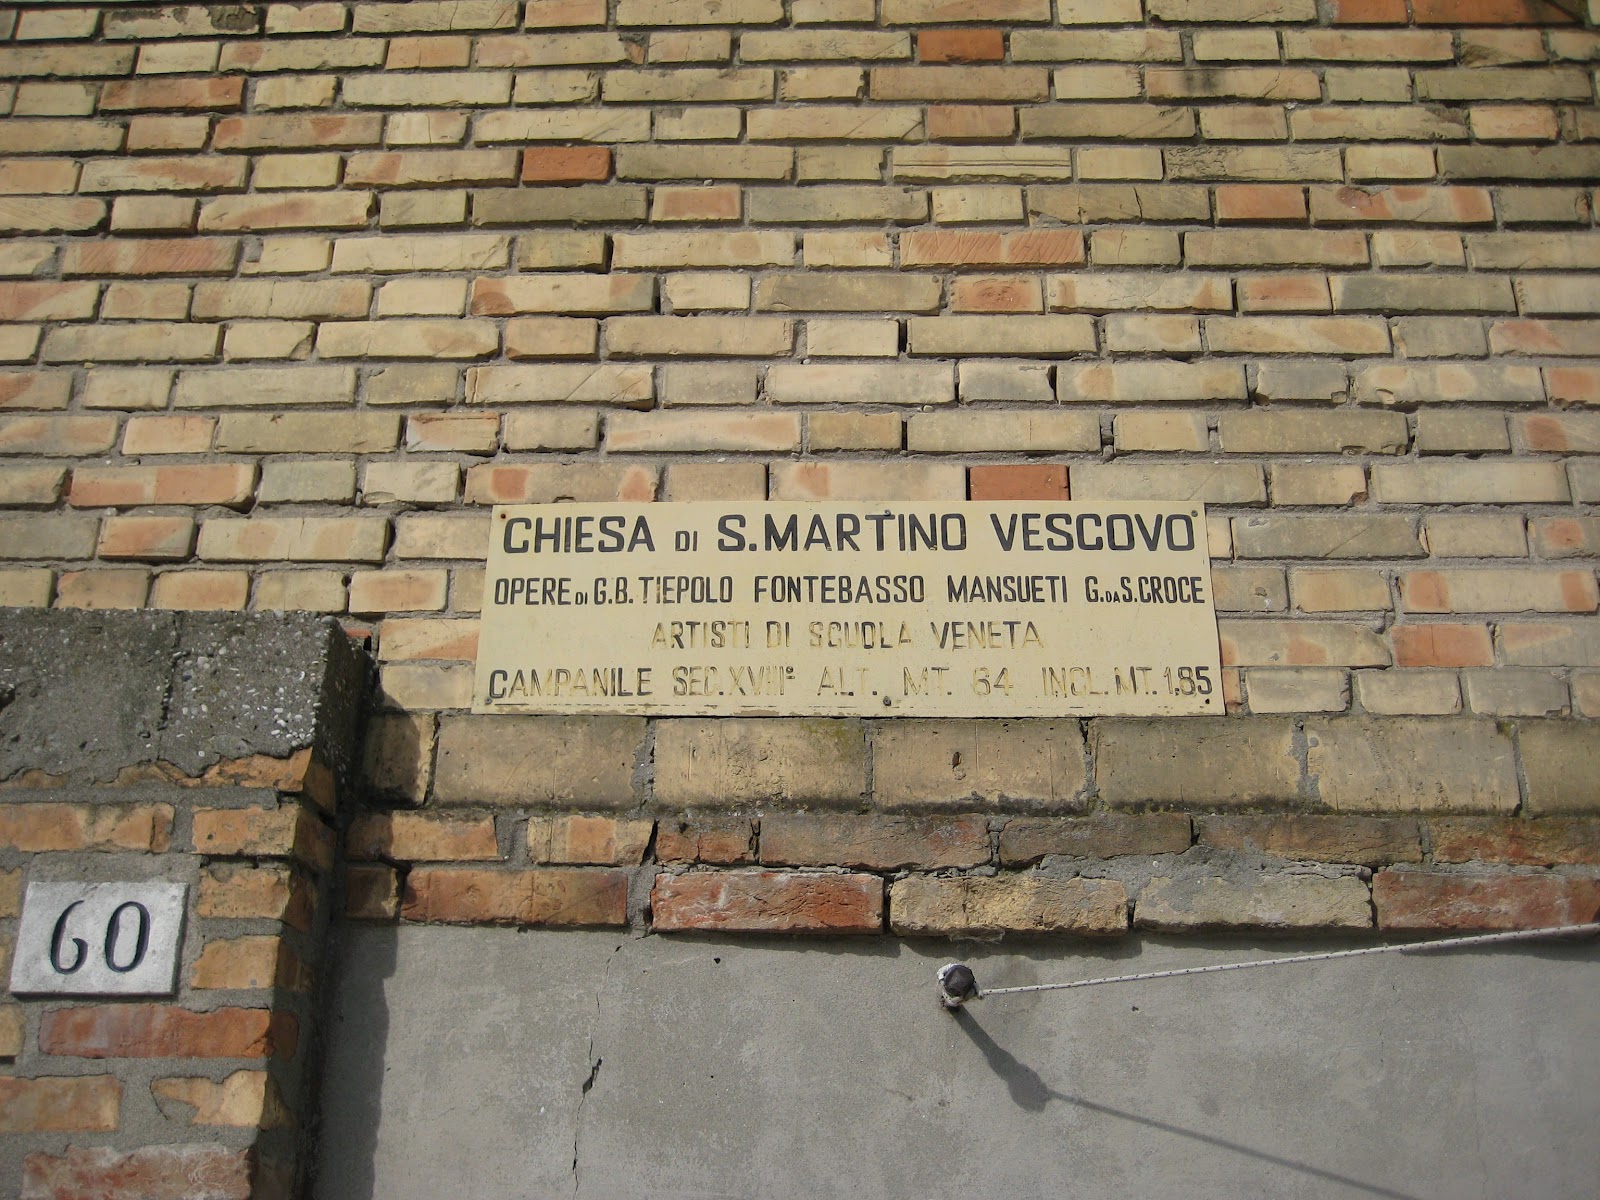 CHIESA DI S. MARTINO VESCOVO
OPERE DI G.B. TIEPOLO FONTEBASSO MANSUETI G. DA S. CROCE
ARTISTI DI SCUOLA VENETA
CAMPANILE SEC. XVIII° ALT. MT. 64 INCL. MT. 1.85
60